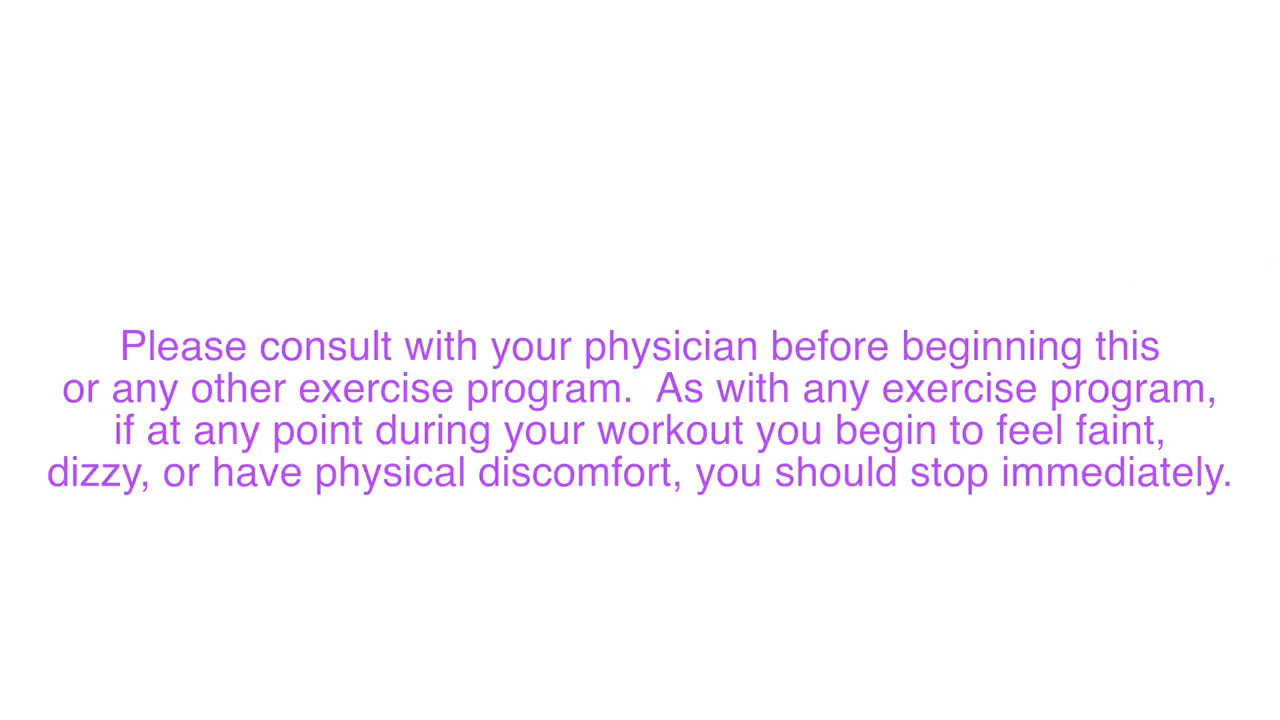 Please consult with your physician before beginning this
or any other exercise program.  As with any exercise program,
if at any point during your workout you begin to feel faint,
dizzy, or have physical discomfort, you should stop immediately.